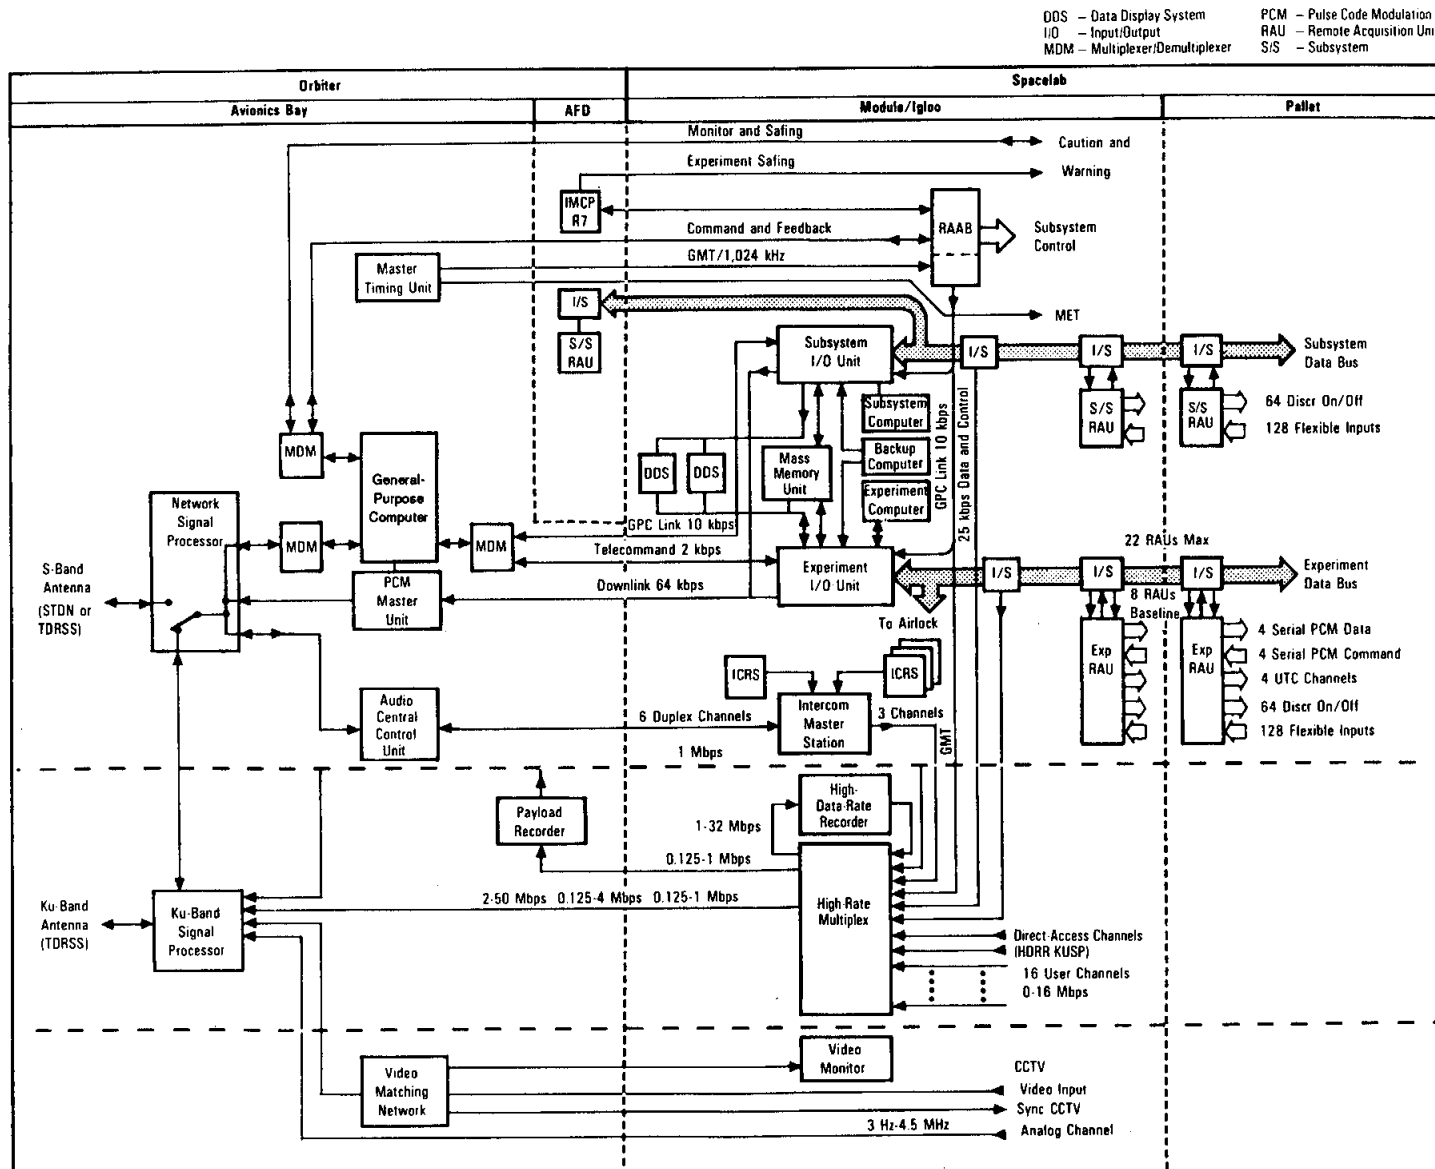 DDS – Data Display System
I/O – Input/Output
MDM – Multiplexer/Demultiplexer
PCM – Pulse Code Modulation
RAU – Remote Acquisition Uni
S/S – Subsystem
Orbiter
Spacelab
Avionics Bay
AFD
Module/Igloo
Pallet
Monitor and Safing
Caution and
Experiment Safing
Warning
IMCP
R7
RAAB
Subsystem
Control
Command and Feedback
GMT/1,024 kHz
Master
Timing Unit
I/S
MET
S/S
RAU
Subsystem
I/O Unit
I/S
I/S
I/S
Subsystem
Data Bus
Subsystem
Computer
S/S
RAU
S/S
RAU
64 Discr On/Off
128 Flexible Inputs
MDM
General-
Purpose
Computer
DDS
DDS
Mass
Memory
Unit
Backup
Computer
Experiment
Computer
GPC Link 10 kbps
25 kbps Data and Control
Network
Signal
Processor
MDM
MDM
GPC Link 10 kbps
Telecommand 2 kbps
Downlink 64 kbps
PCM
Master
Unit
Experiment
I/O Unit
22 RAUs Max
I/S
I/S
I/S
Experiment
Data Bus
8 RAUs
Baseline
S-Band
Antenna
(STDN or
TDRSS)
To Airlock
Exp
RAU
Exp
RAU
4 Serial PCM Data
4 Serial PCM Command
4 UTC Channels
64 Discr On/Off
128 Flexible Inputs
ICRS
ICRS
Audio
Central
Control
Unit
6 Duplex Channels
Intercom
Master
Station
3 Channels
GMT
1 Mbps
Payload
Recorder
High-
Data-Rate
Recorder
1-32 Mbps
0.125-1 Mbps
2-50 Mbps 0.125-4 Mbps 0.125-1 Mbps
Ku-Band
Antenna
(TDRSS)
Ku-Band
Signal
Processor
High-Rate
Multiplex
Direct-Access Channels
(HDRR KUSP)
16 User Channels
0-16 Mbps
Video
Monitor
Video
Matching
Network
CCTV
Video Input
Sync CCTV
3 Hz-4.5 MHz
Analog Channel